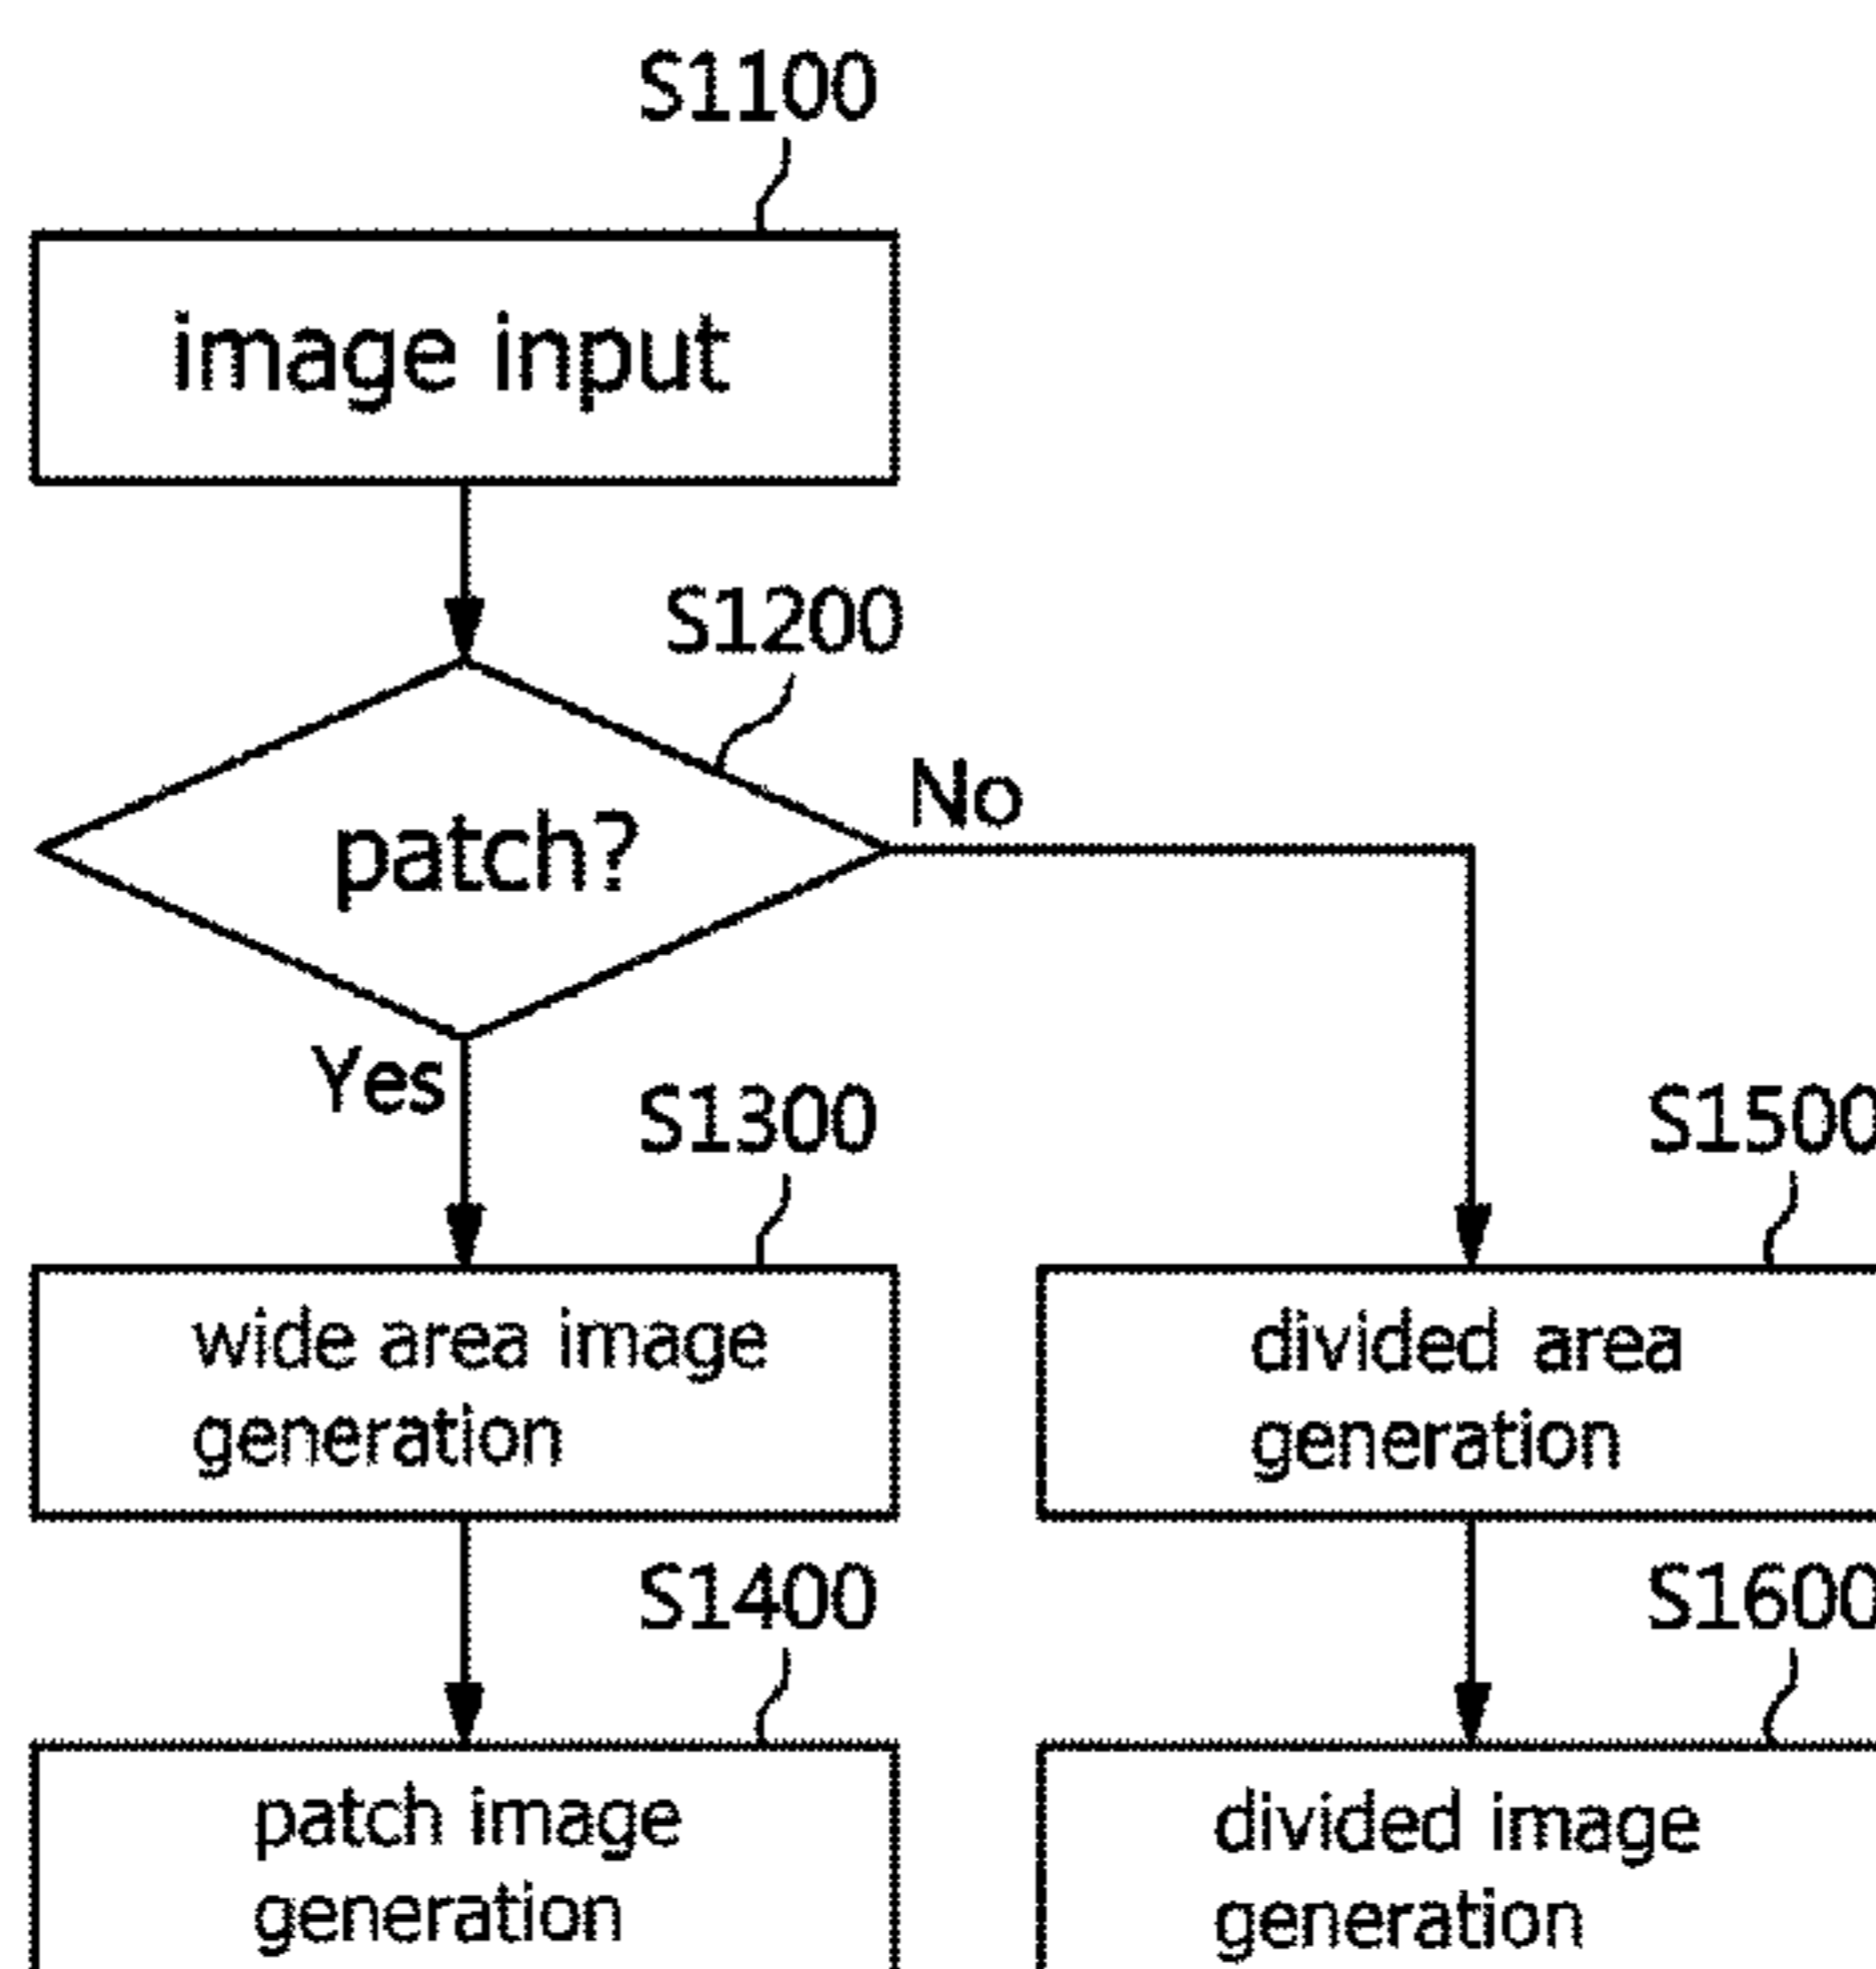 S1100
image input
S1200
patch?
No
Yes
S1300
S1500
wide area image
generation
divided area
generation
S1400
S1600
patch image
generation
divided image
generation